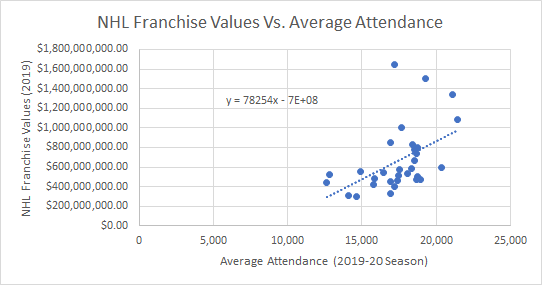 NHL Franchise Values Vs. Average Attendance
NHL Franchise Values (2019)
$1,800,000,000.00
$1,600,000,000.00
$1,400,000,000.00
$1,200,000,000.00
$1,000,000,000.00
$800,000,000.00
$600,000,000.00
$400,000,000.00
$200,000,000.00
$0.00
y = 78254x - 7E+08
0 5,000 10,000 15,000 20,000 25,000
Average Attendance (2019-20 Season)